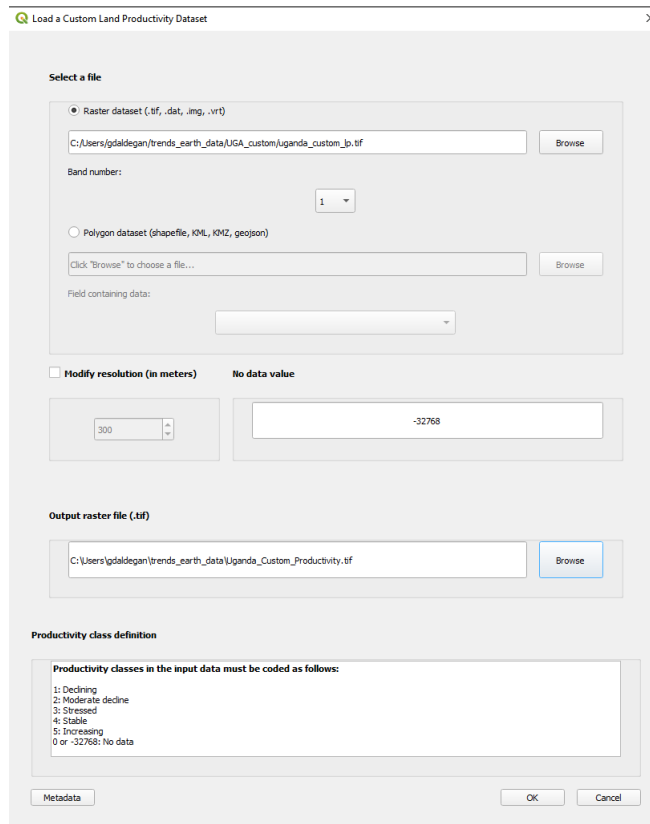 Load a Custom Land Productivity Dataset
Select a file
Raster dataset (.tif, .dat, .img, .vrt)
C:/Users/gdaldegan/trends_earth_data/UGA_custom/uganda_custom_lp.tif
Browse
Band number:
1
Polygon dataset (shapefile, KML, KMZ, geojson)
Click "Browse" to choose a file...
Browse
Field containing data:
Modify resolution (in meters)
No data value
300
-32768
Output raster file (.tif)
C:\Users\gdaldegan\trends_earth_data\Uganda_Custom_Productivity.tif
Browse
Productivity class definition
Productivity classes in the input data must be coded as follows:
1: Declining
2: Moderate decline
3: Stressed
4: Stable
5: Increasing
0 or -32768: No data
Metadata
OK
Cancel